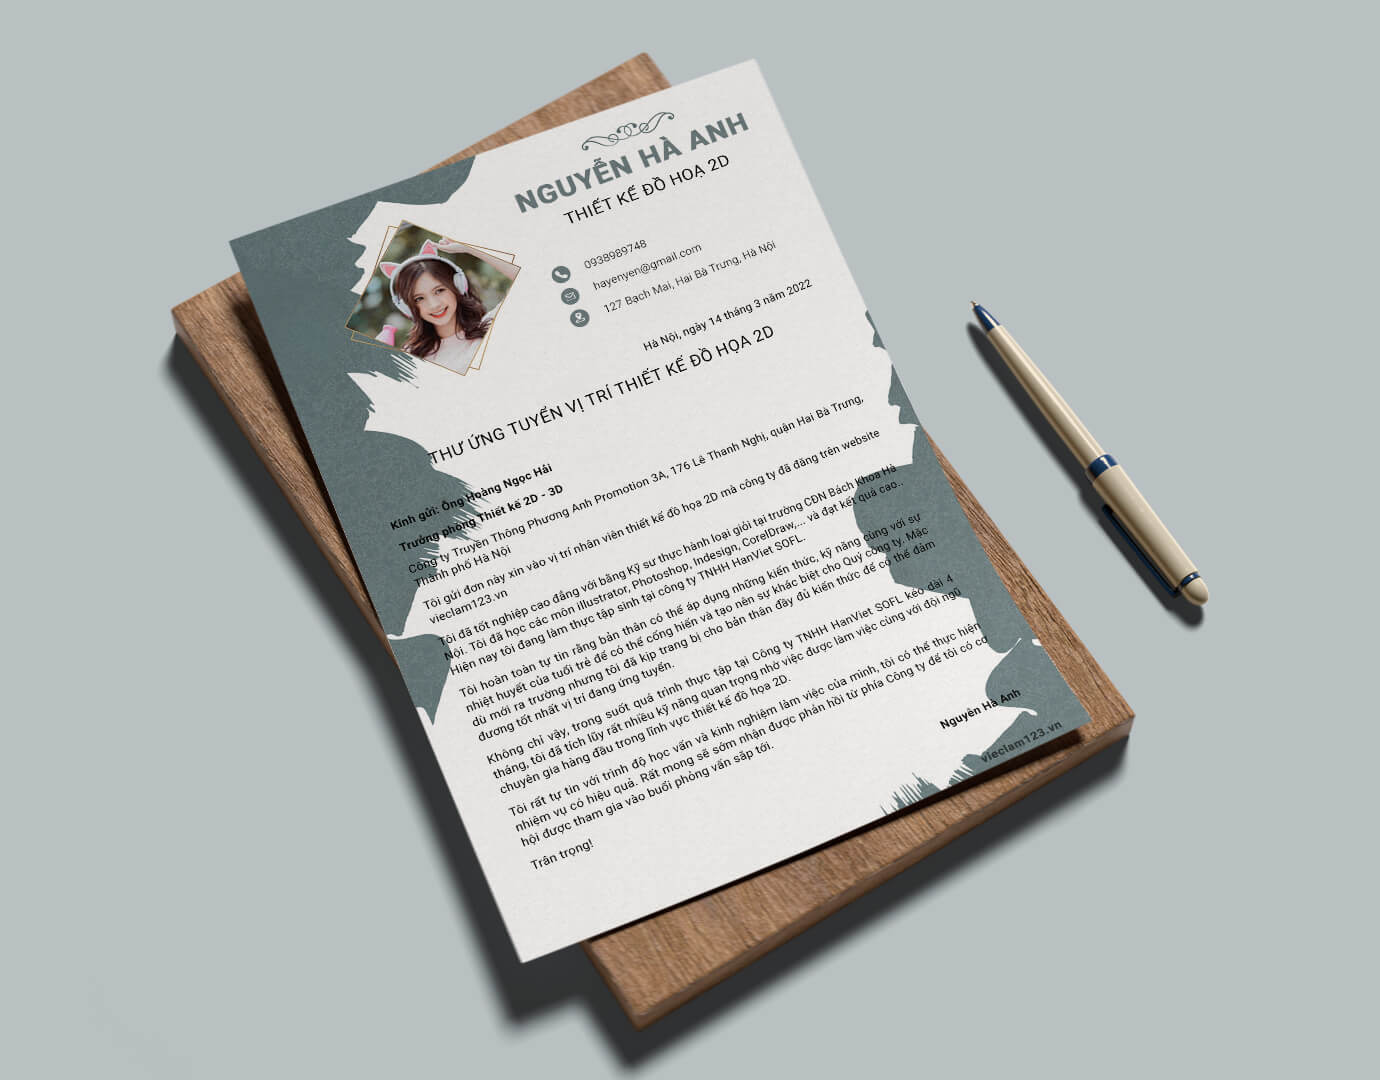 NGUYỄN HÀ ANH
THIẾT KẾ ĐỒ HOẠ 2D
0938989748
hayenyen@gmail.com
127 Bạch Mai, Hai Bà Trưng, Hà Nội
Hà Nội, ngày 14 tháng 3 năm 2022
THƯ ỨNG TUYỂN VỊ TRÍ THIẾT KẾ ĐỒ HỌA 2D
Kính gửi: Ông Hoàng Ngọc Hải
Trưởng phòng Thiết kế 2D - 3D
Công ty Truyền Thông Phương Anh Promotion 3A, 176 Lê Thanh Nghị, quận Hai Bà Trưng,
Thành phố Hà Nội
Tôi gửi đơn này xin vào vị trí nhân viên thiết kế đồ họa 2D mà công ty đã đăng trên website
vieclam123.vn
Tôi đã tốt nghiệp cao đẳng với bằng Kỹ sư thực hành loại giỏi tại trường CĐN Bách Khoa Hà
Nội. Tôi đã học các môn illustrator, Photoshop, Indesign, CorelDraw,... và đạt kết quả cao..
Hiện nay tôi đang làm thực tập sinh tại công ty TNHH HanViet SOFL.
Tôi hoàn toàn tự tin rằng bản thân có thể áp dụng những kiến thức, kỹ năng cùng với sự
nhiệt huyết của tuổi trẻ để có thể cống hiến và tạo nên sự khác biệt cho Quý công ty. Mặc
dù mới ra trường nhưng tôi đã kịp trang bị cho bản thân đầy đủ kiến thức để có thể đảm
đương tốt nhất vị trí đang ứng tuyển.
Không chỉ vậy, trong suốt quá trình thực tập tại Công ty TNHH HanViet SOFL kéo dài 4
tháng, tôi đã tích lũy rất nhiều kỹ năng quan trọng nhờ việc được làm việc cùng với đội ngũ
chuyên gia hàng đầu trong lĩnh vực thiết kế đồ họa 2D.
Tôi rất tự tin với trình độ học vấn và kinh nghiệm làm việc của mình, tôi có thể thực hiện
nhiệm vụ có hiệu quả. Rất mong sẽ sớm nhận được phản hồi từ phía Công ty để tôi có cơ
hội được tham gia vào buổi phỏng vấn sắp tới.
Trân trọng!
Nguyễn Hà Anh
vieclam123.vn